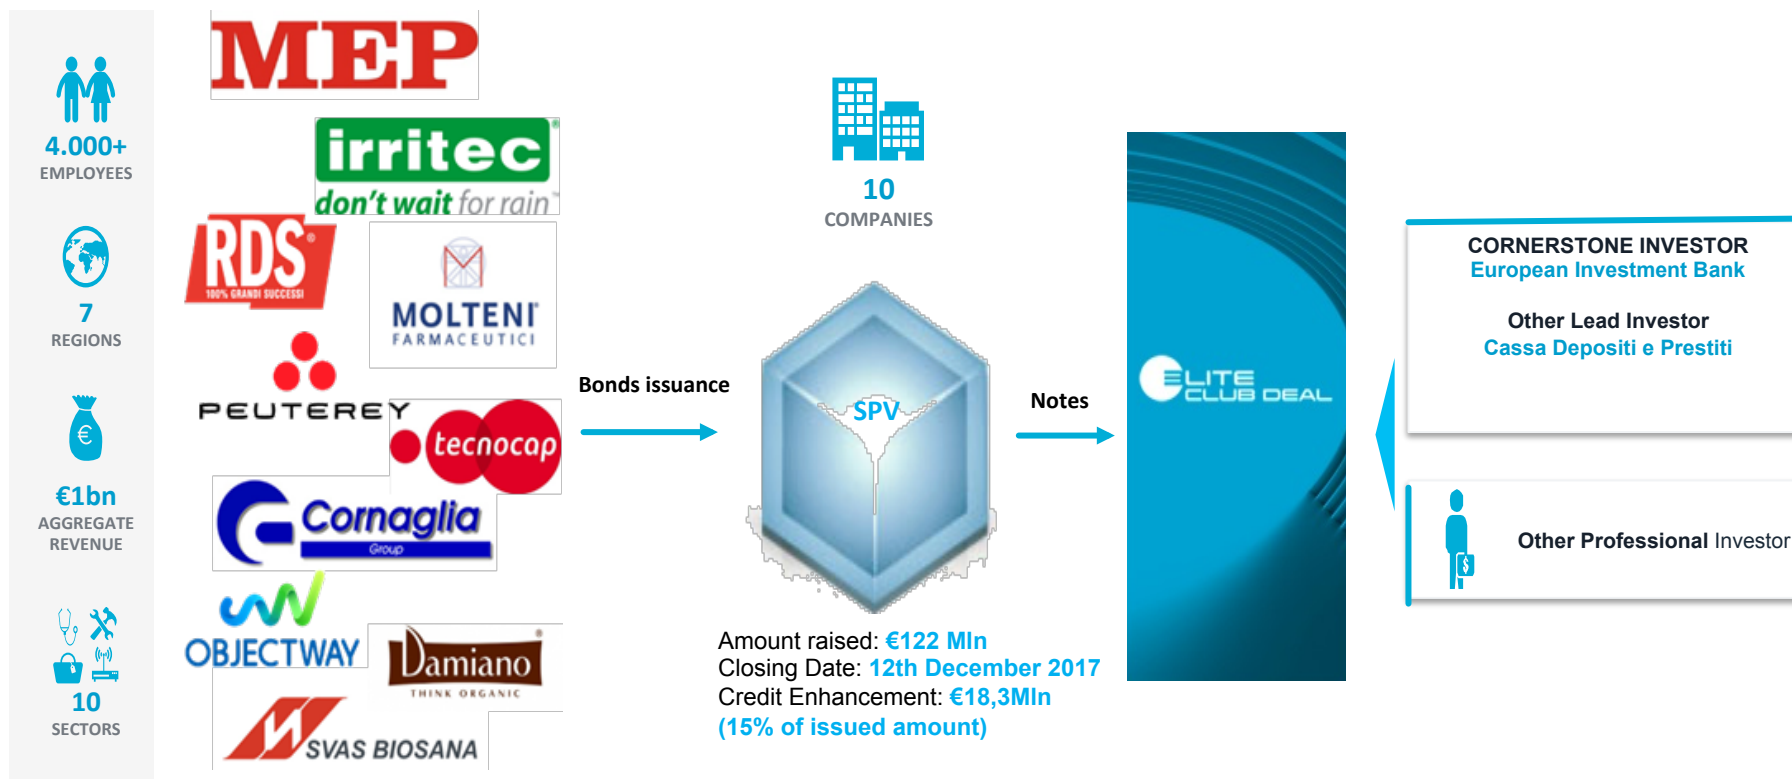 4.000+
EMPLOYEES
7
REGIONS
€
€1bn
AGGREGATE
REVENUE
10
SECTORS
MEP
irritec®
don't wait for rain™
RDS®
100% GRANDI SUCCESSI
MOLTENI®
FARMACEUTICI
PEUTEREY
tecnocap
Cornaglia
Group
OBJECTWAY
Damiano®
THINK ORGANIC
SVAS BIOSANA
Bonds issuance
10
COMPANIES
SPV
Amount raised: €122 Mln
Closing Date: 12th December 2017
Credit Enhancement: €18,3Mln
(15% of issued amount)
Notes
ELITE
CLUB DEAL
CORNERSTONE INVESTOR
European Investment Bank
Other Lead Investor
Cassa Depositi e Prestiti
$
Other Professional Investor